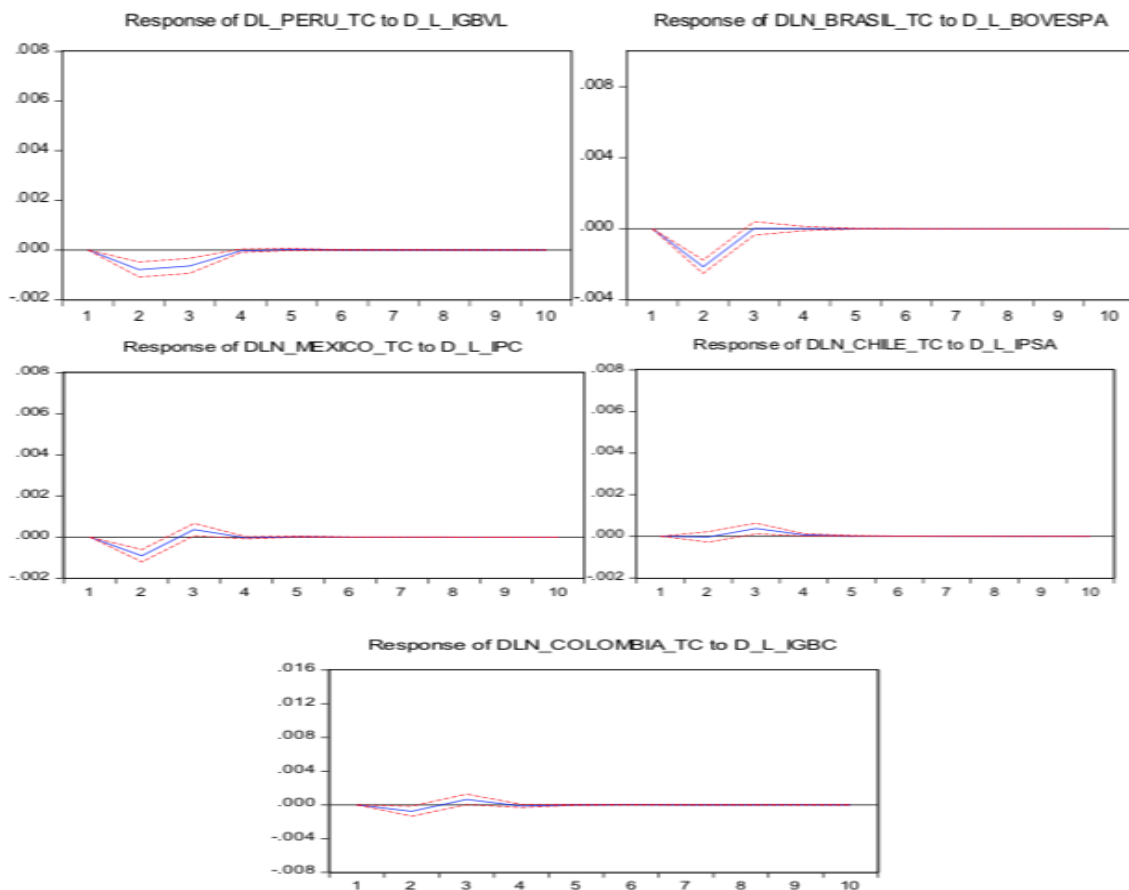 Response of DL_PERU_TC to D_L_IGBVL
.008
.006
.004
.002
.000
-.002
1 2 3 4 5 6 7 8 9 10
Response of DLN_BRASIL_TC to D_L_BOVESPA
.008
.004
.000
-.004
1 2 3 4 5 6 7 8 9 10
Response of DLN_MEXICO_TC to D_L_IPC
.008
.006
.004
.002
.000
-.002
1 2 3 4 5 6 7 8 9 10
Response of DLN_CHILE_TC to D_L_IPSA
.008
.006
.004
.002
.000
-.002
1 2 3 4 5 6 7 8 9 10
Response of DLN_COLOMBIA_TC to D_L_IGBC
.016
.012
.008
.004
.000
-.004
-.008
1 2 3 4 5 6 7 8 9 10